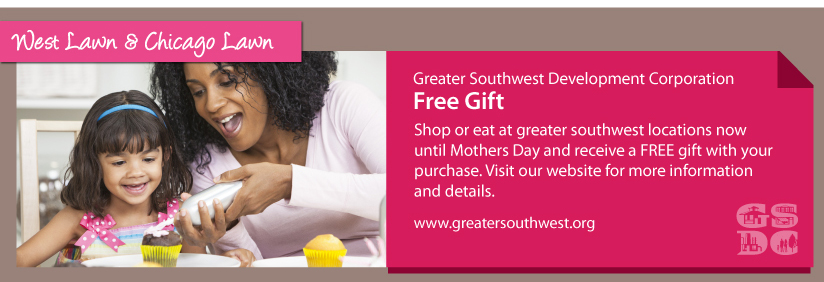 West Lawn & Chicago Lawn
Greater Southwest Development Corporation
Free Gift
Shop or eat at greater southwest locations now
until Mothers Day and receive a FREE gift with your
purchase. Visit our website for more information
and details.
www.greatersouthwest.org
GS
DC